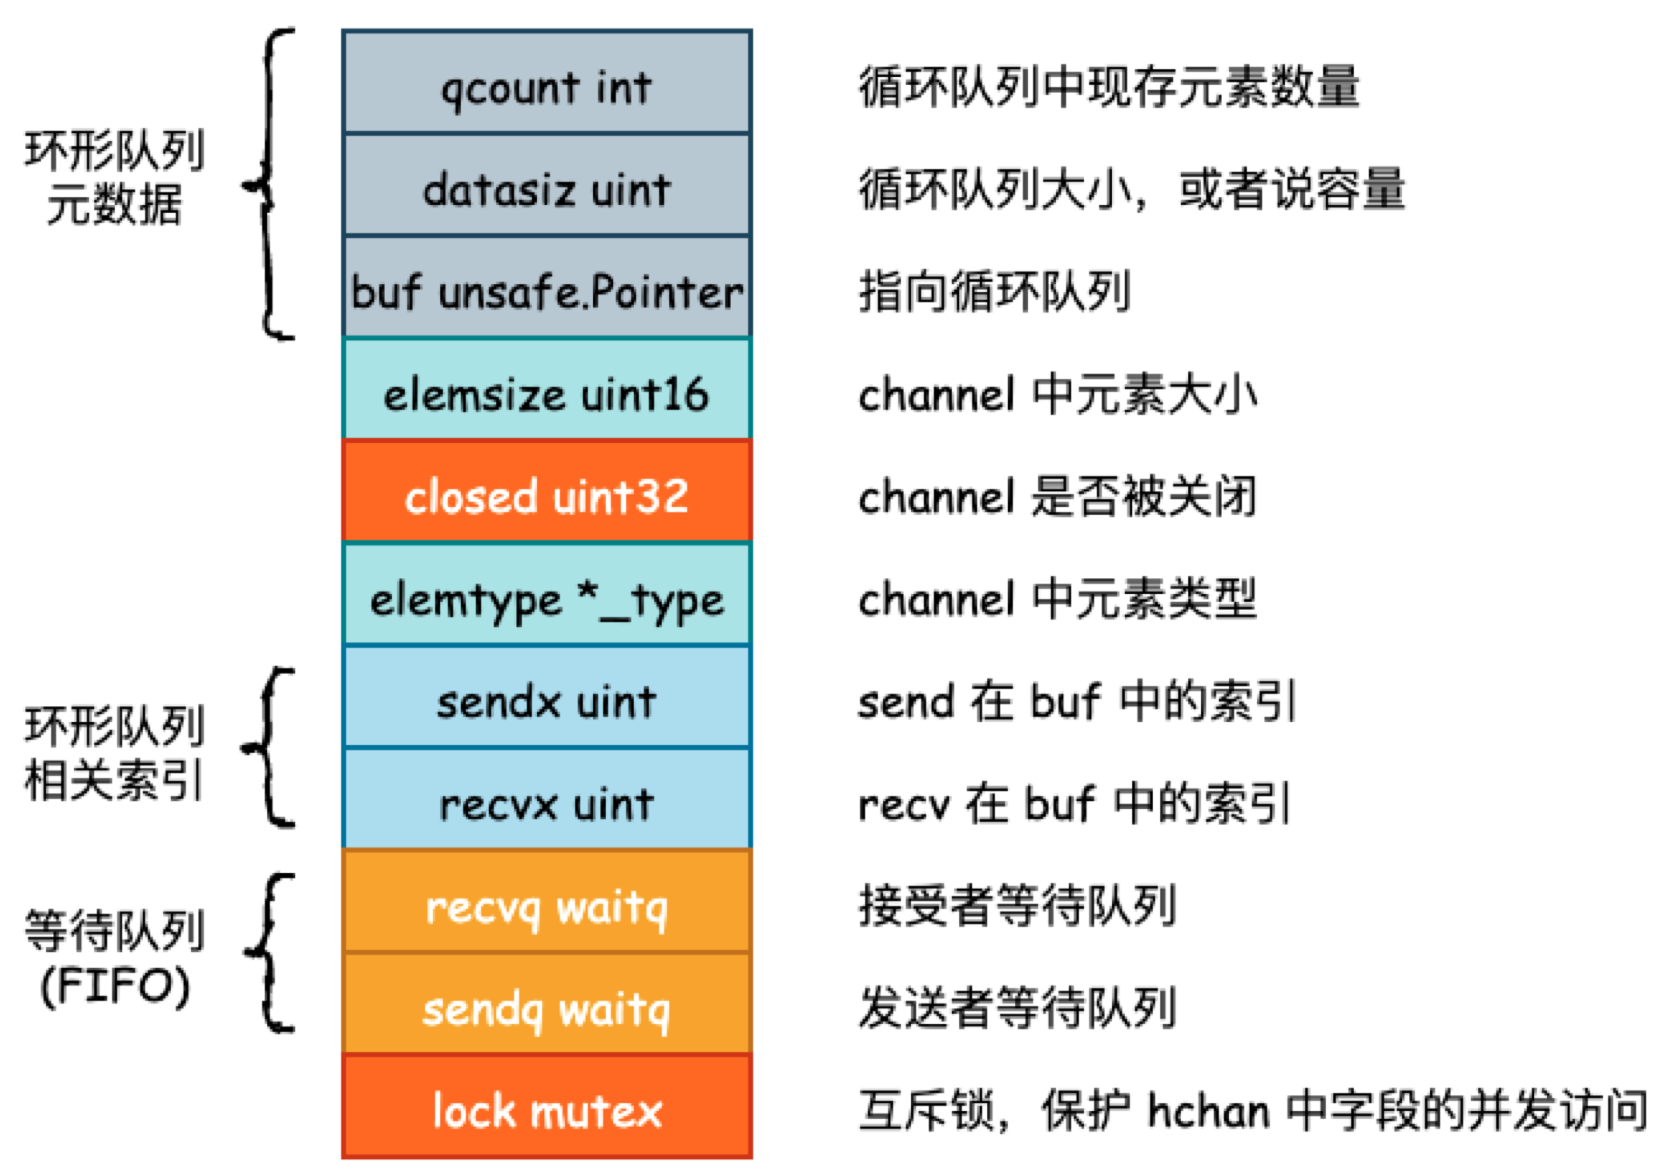 环形队列
元数据
qcount int
循环队列中现存元素数量
datasiz uint
循环队列大小，或者说容量
buf unsafe.Pointer
指向循环队列
elemsize uint16
channel 中元素大小
closed uint32
channel 是否被关闭
elemtype *_type
channel 中元素类型
环形队列
相关索引
sendx uint
send 在 buf 中的索引
recvx uint
recv 在 buf 中的索引
等待队列
(FIFO)
recvq waitq
接受者等待队列
sendq waitq
发送者等待队列
lock mutex
互斥锁，保护 hchan 中字段的并发访问